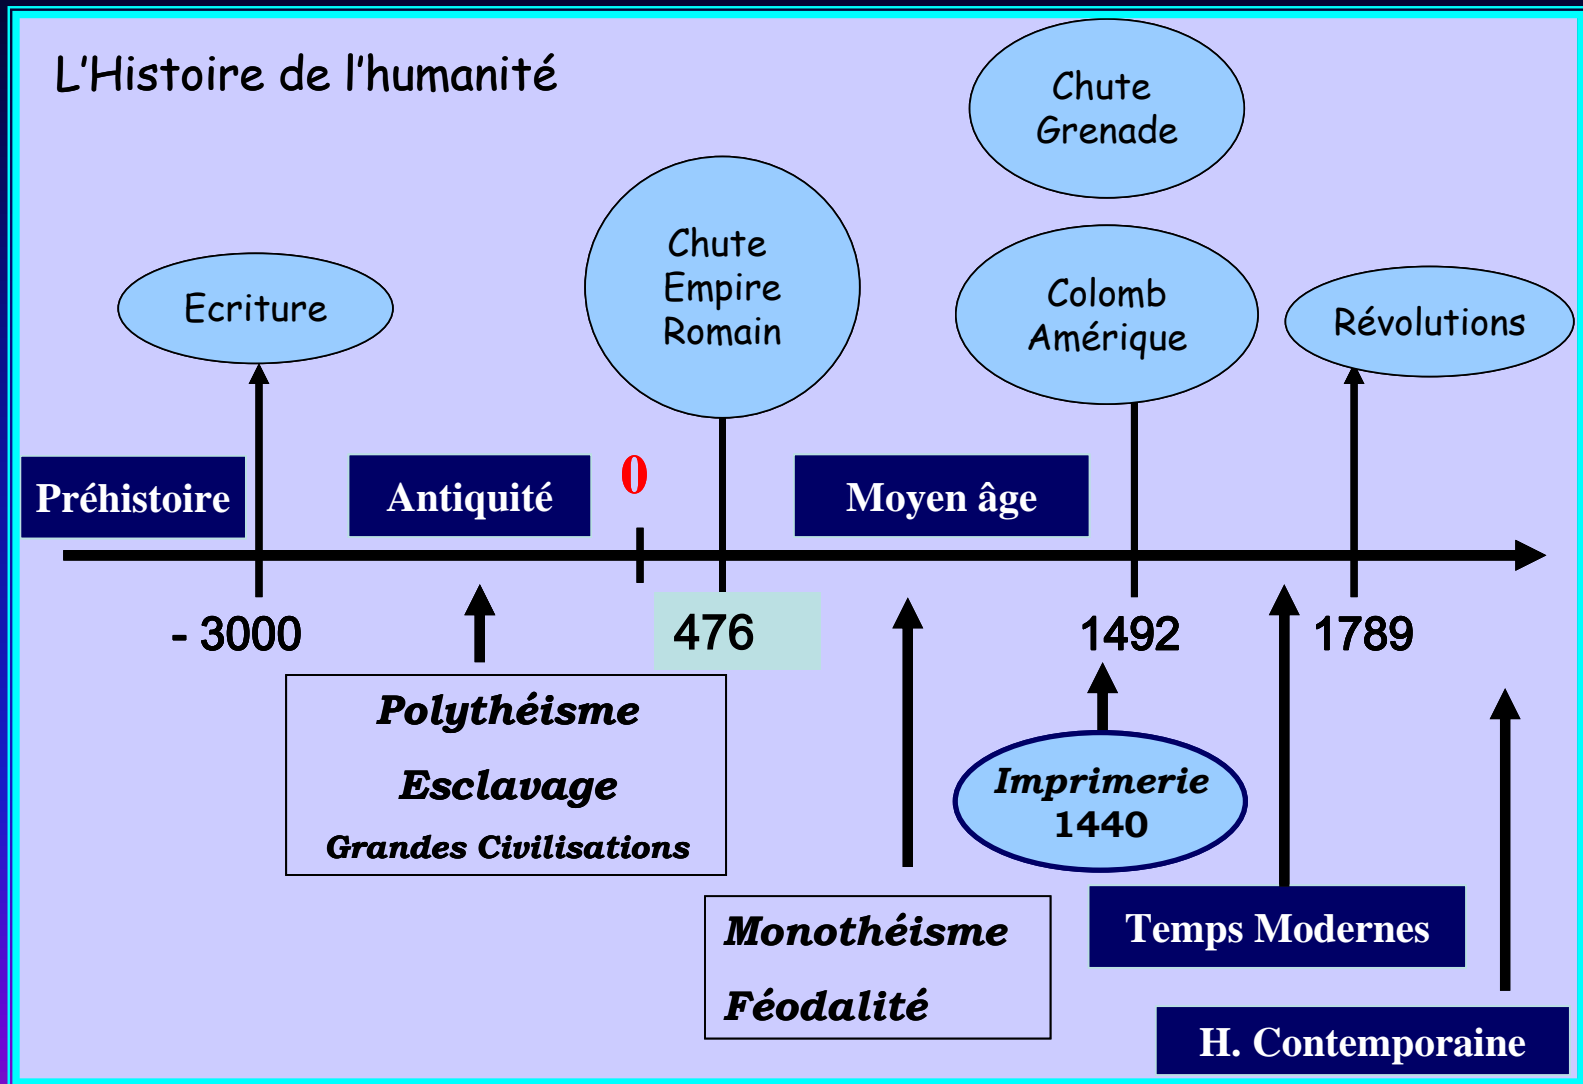 L'Histoire de l'humanité
Chute
Grenade
Chute
Empire
Romain
Ecriture
Colomb
Amérique
Révolutions
Préhistoire
Antiquité
0
Moyen âge
- 3000
476
1492
1789
Polythéisme
Esclavage
Grandes Civilisations
Imprimerie
1440
Monothéisme
Féodalité
Temps Modernes
H. Contemporaine